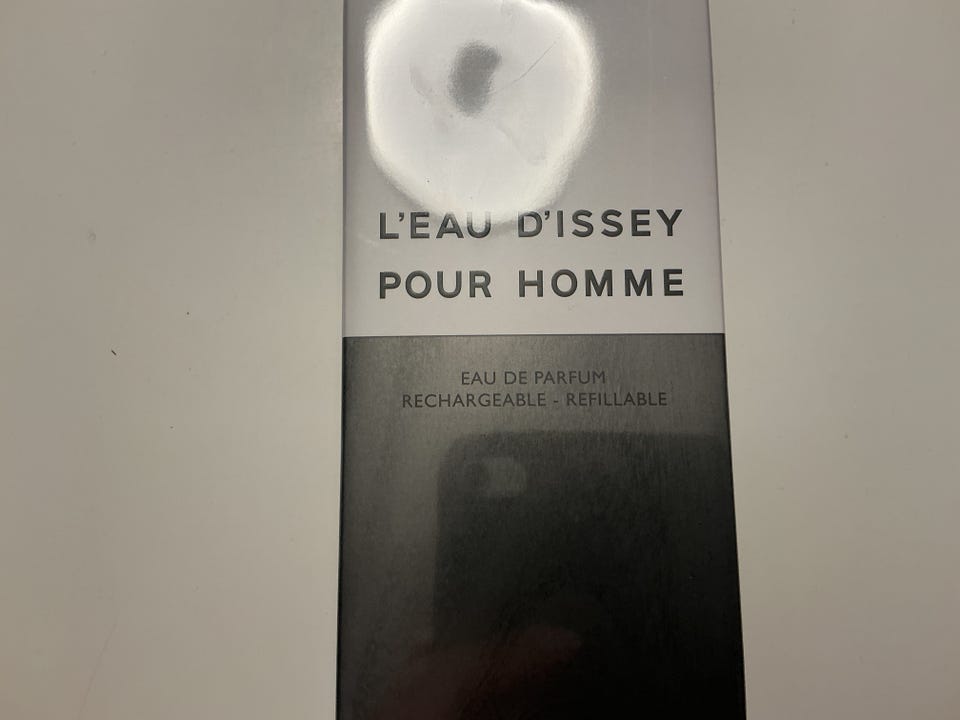 L'EAU D'ISSEY
POUR HOMME
EAU DE PARFUM
RECHARGEABLE - REFILLABLE